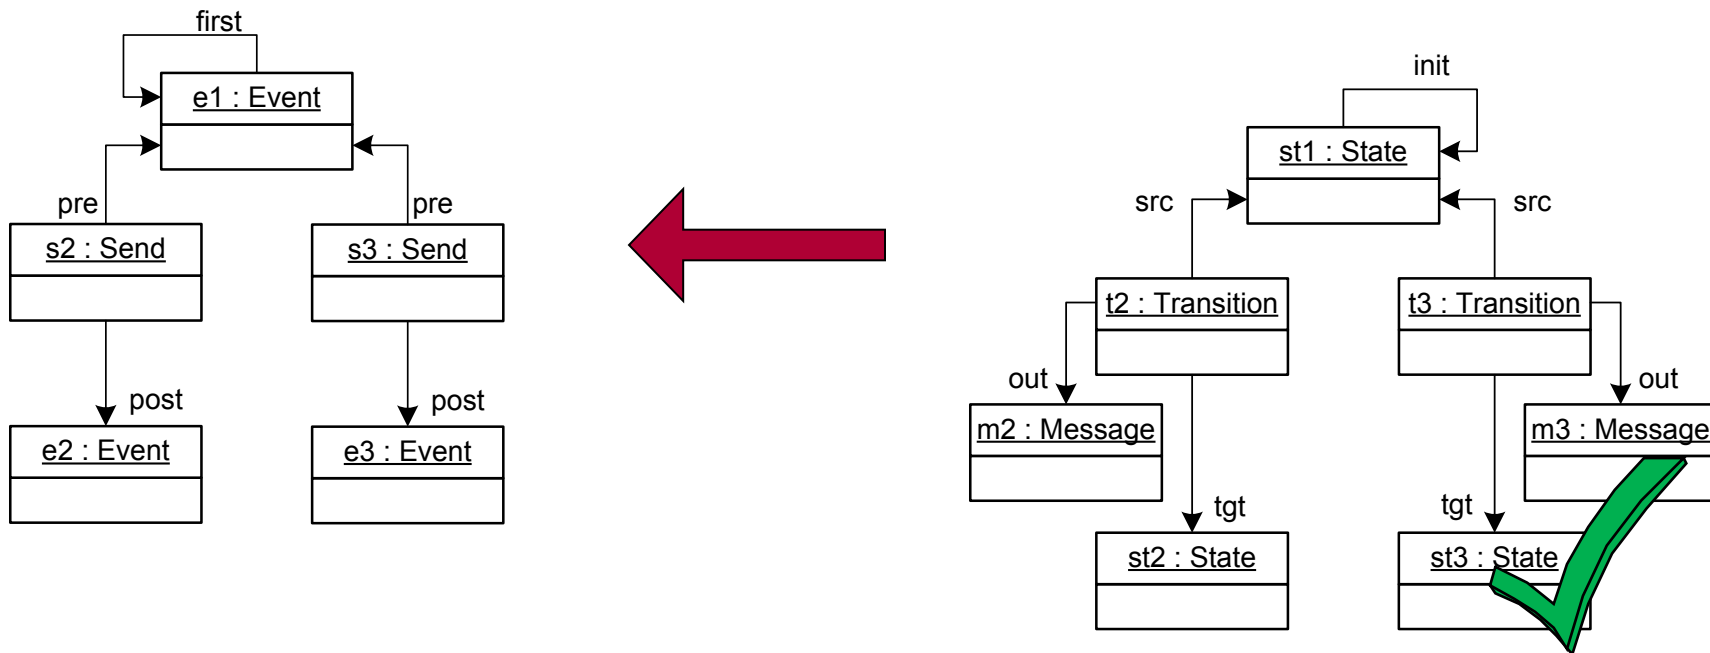 first
e1 : Event
pre
pre
s2 : Send
s3 : Send
post
post
e2 : Event
e3 : Event
init
st1 : State
src
src
t2 : Transition
t3 : Transition
out
out
m2 : Message
m3 : Message
tgt
tgt
st2 : State
st3 : State